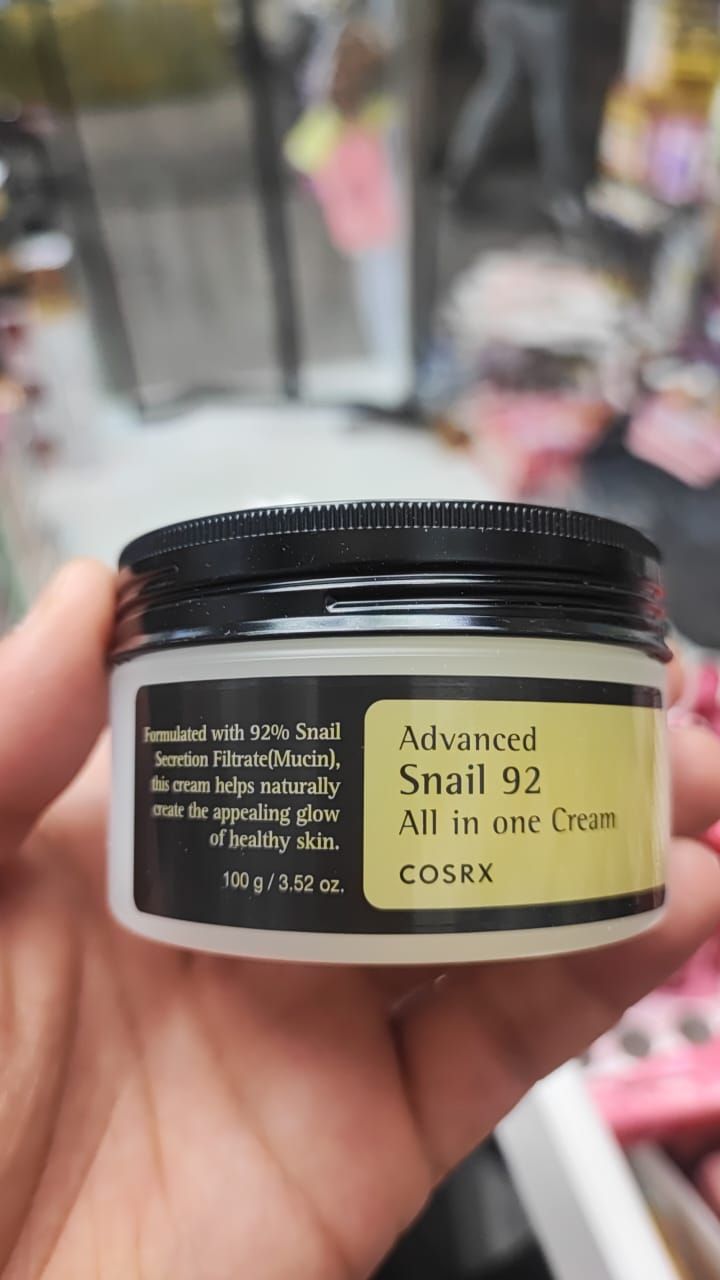 Formulated with 92% Snail
Secretion Filtrate(Mucin),
this cream helps naturally
create the appealing glow
of healthy skin.
100 g / 3.52 oz.
Advanced
Snail 92
All in one Cream
COSRX